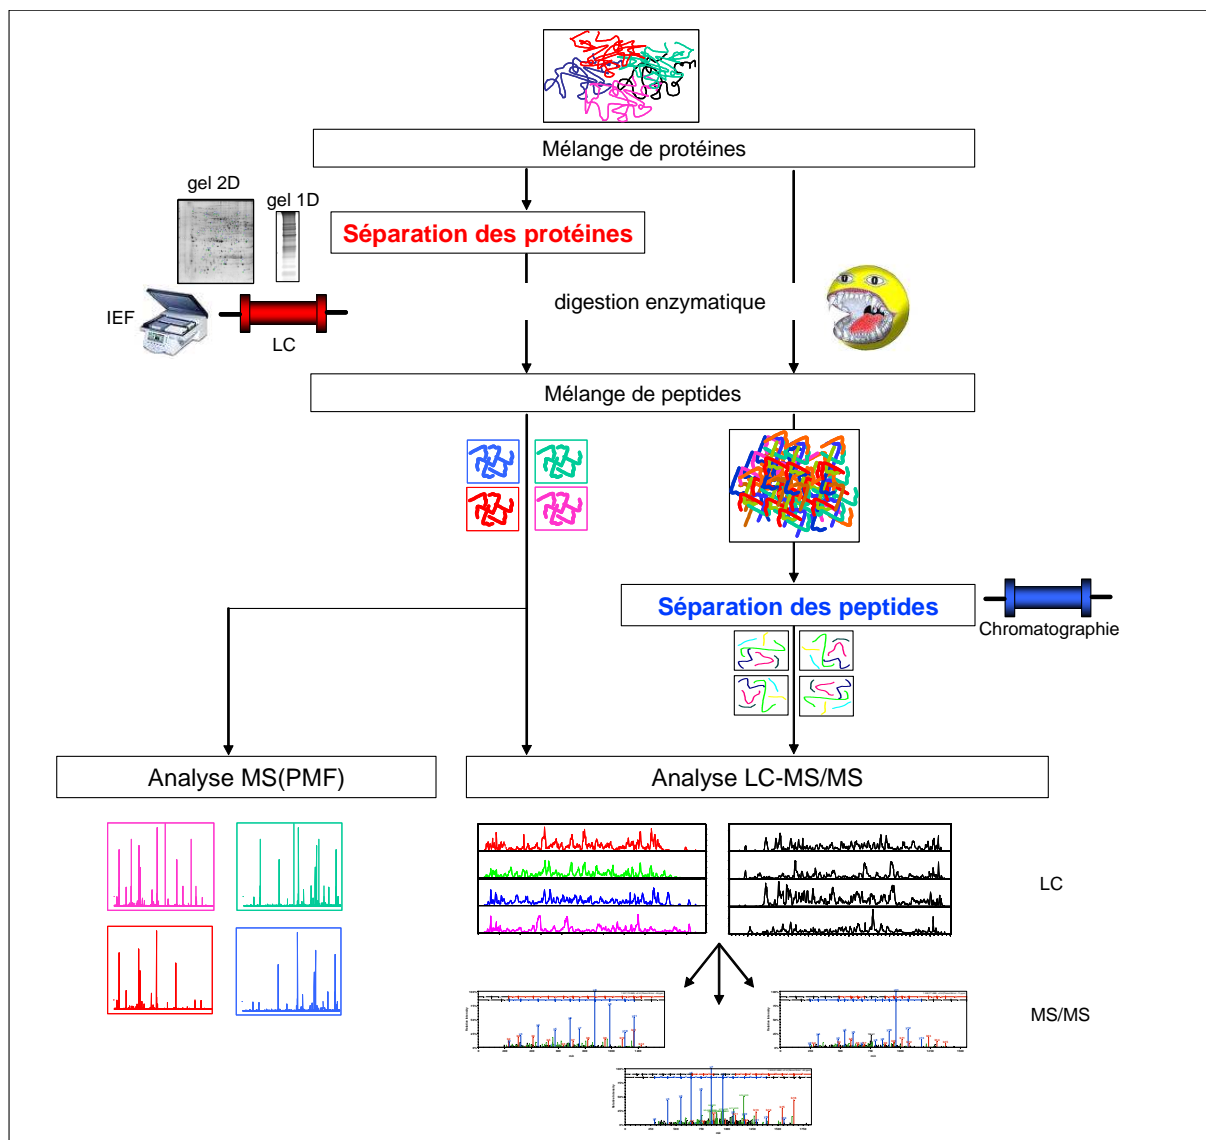 Mélange de protéines
gel 2D
gel 1D
Séparation des protéines
digestion enzymatique
IEF
LC
Mélange de peptides
Séparation des peptides
Chromatographie
Analyse MS(PMF)
Analyse LC-MS/MS
LC
MS/MS